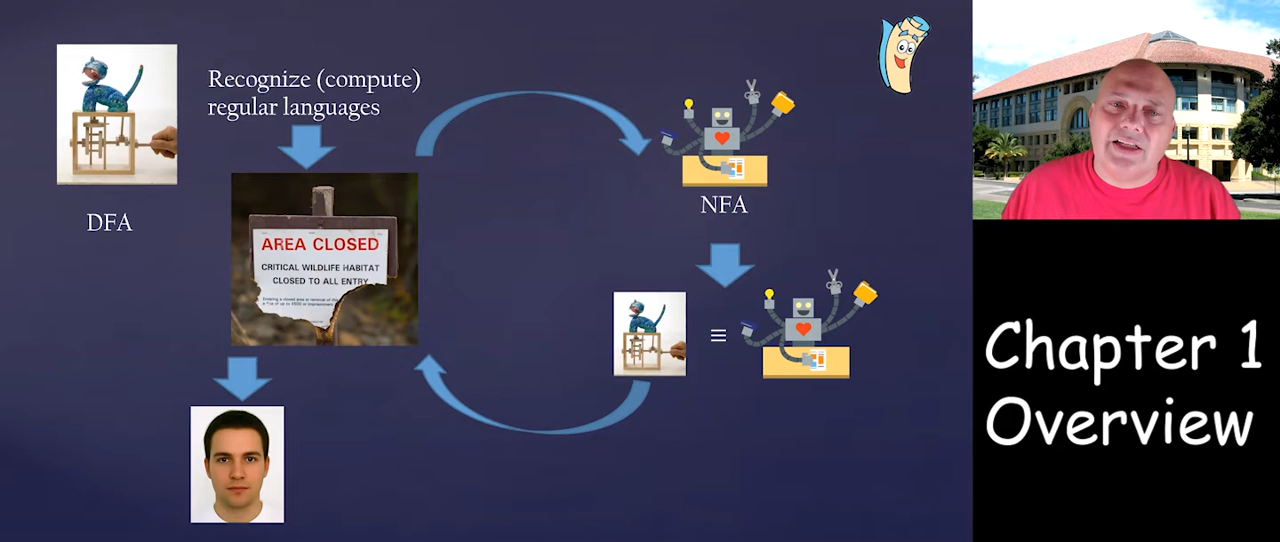 Recognize (compute)
regular languages
DFA
AREA CLOSED
CRITICAL WILDLIFE HABITAT
CLOSED TO ALL ENTRY
NFA
≡
Chapter 1
Overview